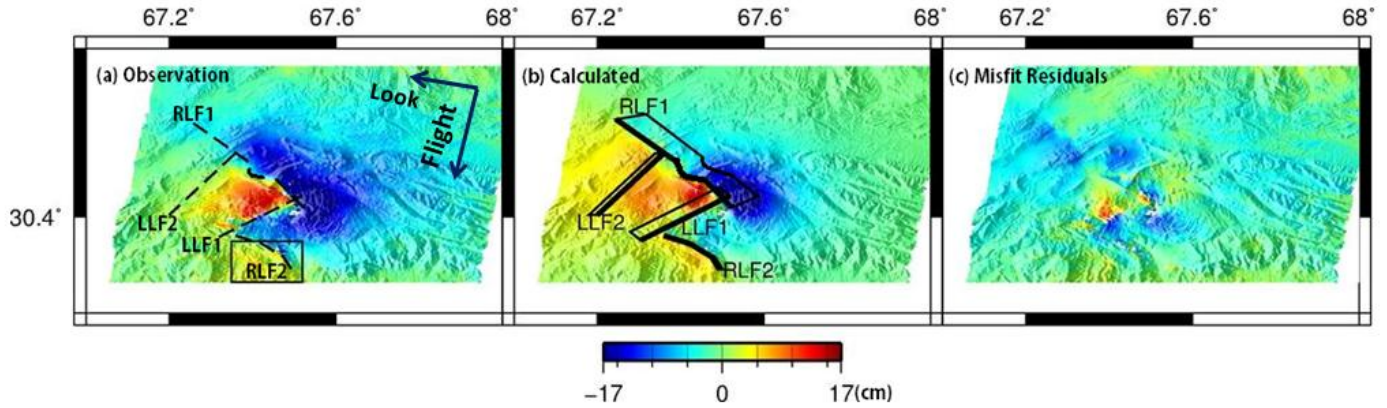 67.2° 67.6° 68° 67.2° 67.6° 68° 67.2° 67.6° 68°
(a) Observation (b) Calculated (c) Misfit Residuals
Look
Flight
RLF1 RLF1
30.4°
LLF2 LLF2
LLF1 LLF1
RLF2 RLF2
−17 0 17(cm)